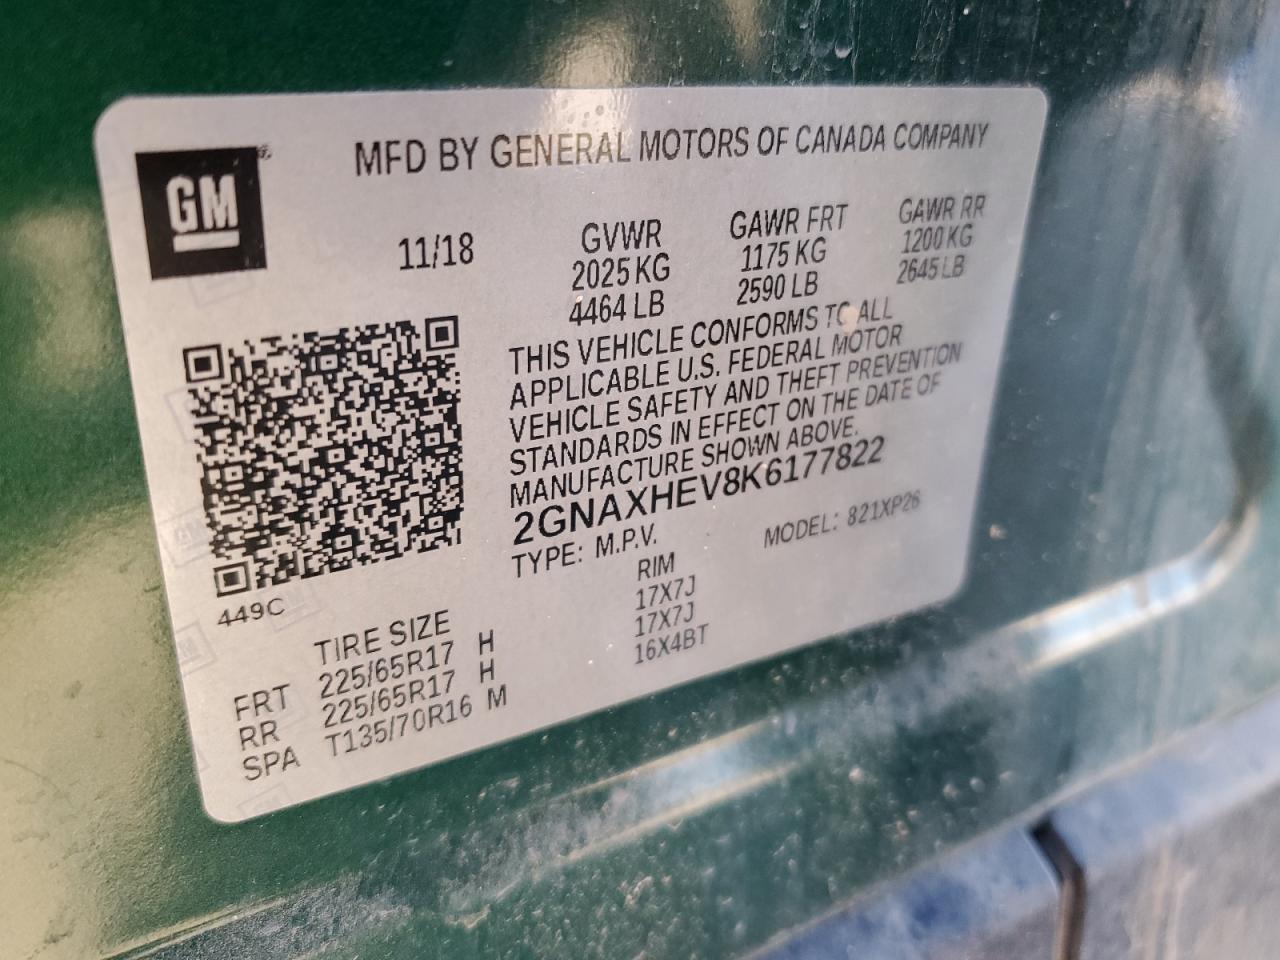 GM
MFD BY GENERAL MOTORS OF CANADA COMPANY
11/18
GVWR
2025 KG
4464 LB
GAWR FRT
1175 KG
2590 LB
GAWR RR
1200 KG
2645 LB
THIS VEHICLE CONFORMS TO ALL
APPLICABLE U.S. FEDERAL MOTOR
VEHICLE SAFETY AND THEFT PREVENTION
STANDARDS IN EFFECT ON THE DATE OF
MANUFACTURE SHOWN ABOVE.
2GNAXHEV8K6177822
TYPE: M.P.V. MODEL: 821XP26
449C
TIRE SIZE RIM
FRT 225/65R17 H 17X7J
RR 225/65R17 H 17X7J
SPA T135/70R16 M 16X4BT